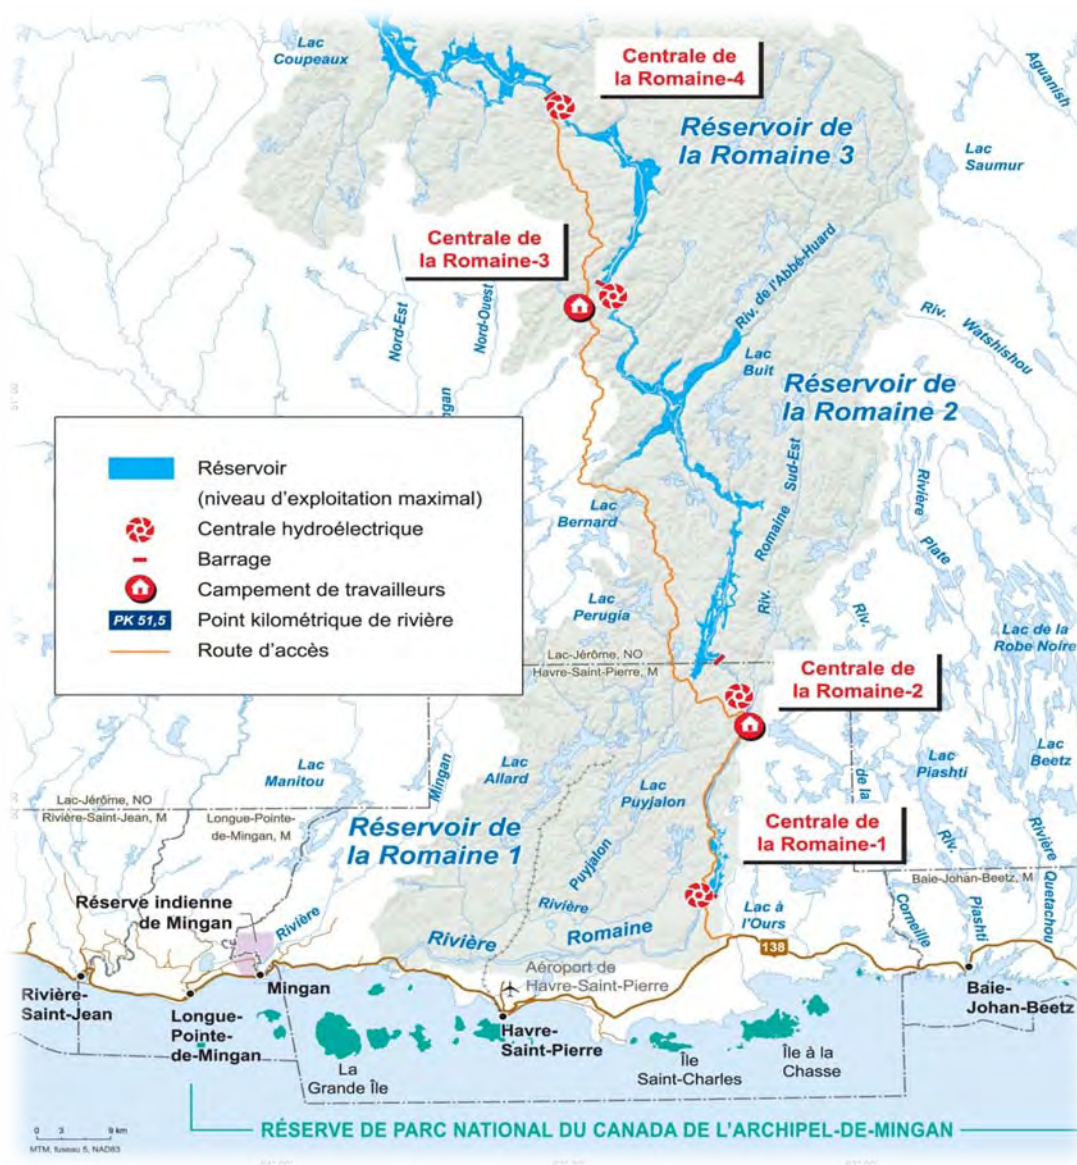 Lac
Coupeaux
Centrale de
la Romaine-4
Aguanish
Réservoir de
la Romaine 3
Lac
Saumur
Centrale de
la Romaine-3
Riv. de l'Abbé-Huard
Nord-Est
Nord-Ouest
Riv. Watshishou
Lac
Buit
Réservoir de
la Romaine 2
Réservoir
(niveau d'exploitation maximal)
Centrale hydroélectrique
Barrage
Campement de travailleurs
PK 51,5
Point kilométrique de rivière
Route d'accès
Lac
Bernard
Riv. Romaine Sud-Est
Rivière
Plate
Lac
Perugia
Riv.
Lac de la
Robe Noire
Lac-Jérôme, NO
Havre-Saint-Pierre, M
Centrale de
la Romaine-2
Lac
Manitou
Mingan
Lac
Allard
Lac
Puyjalon
de la
Lac
Piashti
Lac
Beetz
Lac-Jérôme, NO
Rivière-Saint-Jean, M
Longue-Pointe-
de-Mingan, M
Réservoir de
la Romaine 1
Centrale de
la Romaine-1
Puyjalon
Rivière
Riv.
Rivière
Baie-Johan-Beetz, M
Réserve indienne
de Mingan
Rivière
Rivière Romaine
Lac à
l'Ours
Corneille
Piashti
Quetachou
138
Aéroport de
Havre-Saint-Pierre
Rivière-
Saint-Jean
Mingan
Longue-
Pointe-
de-Mingan
Havre-
Saint-Pierre
Baie-
Johan-Beetz
La
Grande Île
Île
Saint-Charles
Île à la
Chasse
RÉSERVE DE PARC NATIONAL DU CANADA DE L'ARCHIPEL-DE-MINGAN
0 3 9 km
MTM, fuseau 5, NAD83